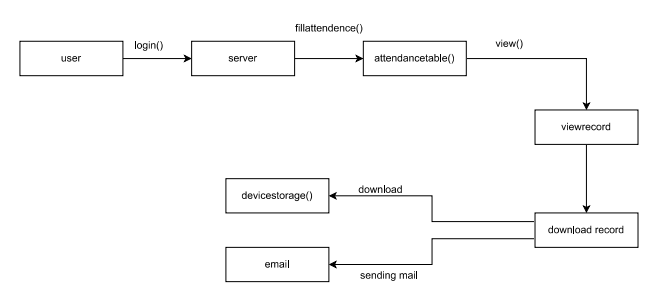 fillattendence()
login()
view()
user
server
attendancetable()
viewrecord
devicestorage()
download
download record
email
sending mail